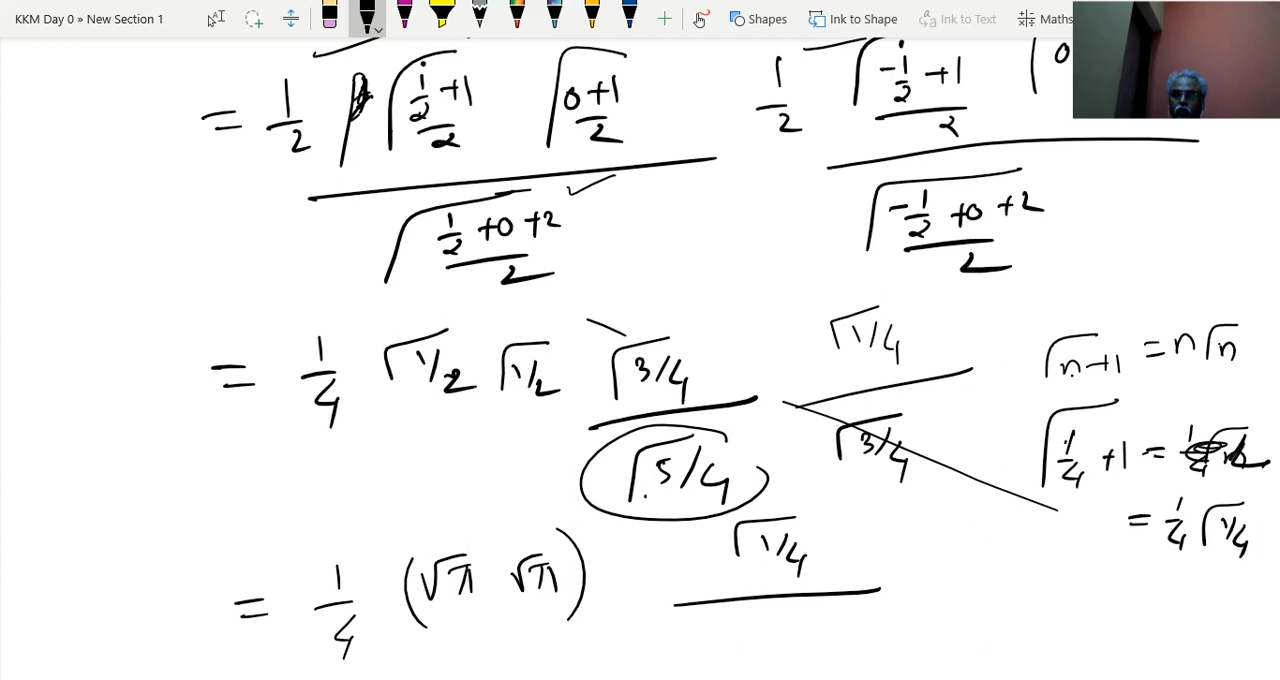 KKM Day 0 » New Section 1 Shapes Ink to Shape Ink to Text Maths
= 1/2 Γ((1/2+1)/2) Γ((0+1)/2) / Γ((1/2+0+2)/2) 1/2 Γ((-1/2+1)/2) Γ0 / Γ((-1/2+0+2)/2)
= 1/4 Γ1/2 Γ1/2 Γ3/4 / Γ5/4 Γ1/4 / Γ3/4
Γn+1 = nΓn
Γ1/4+1 =
= 1/4 Γ1/4
= 1/4 (√π √π) Γ1/4